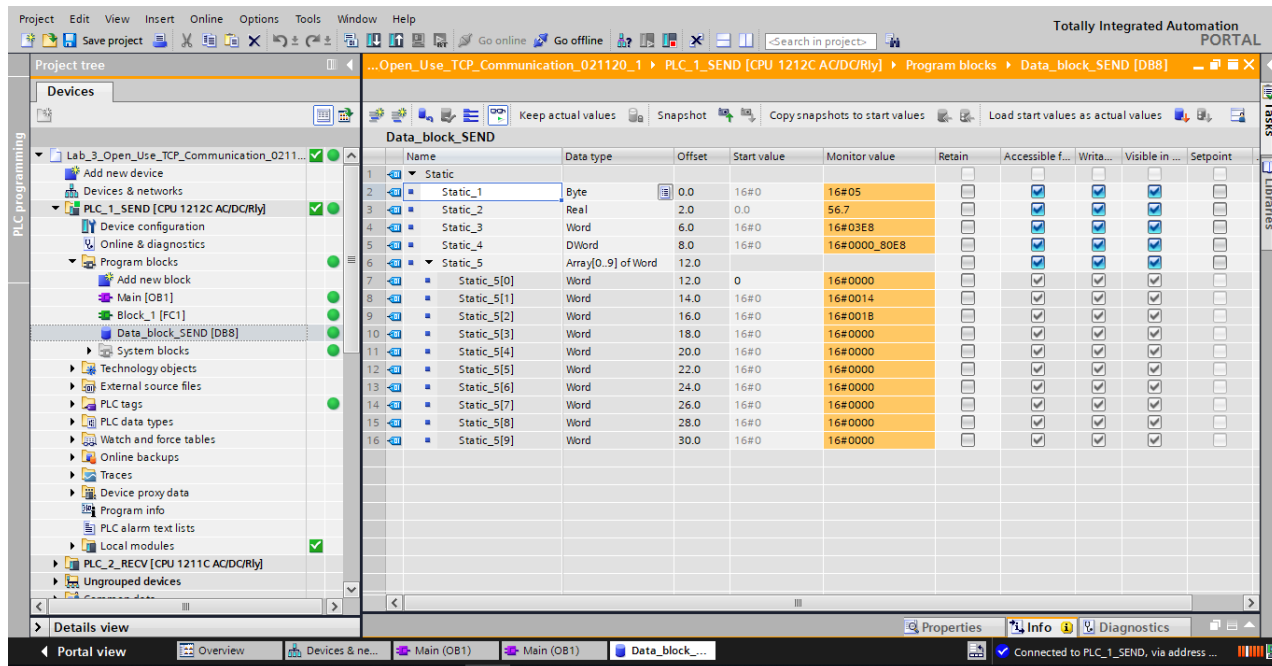 Project Edit View Insert Online Options Tools Window Help
Totally Integrated Automation
PORTAL
Save project Go online Go offline <Search in project>
Project tree
...Open_Use_TCP_Communication_021120_1 PLC_1_SEND [CPU 1212C AC/DC/Rly] Program blocks Data_block_SEND [DB8]
Devices
Keep actual values Snapshot Copy snapshots to start values Load start values as actual values
Data_block_SEND
PLC programming
Tasks
Libraries
Lab_3_Open_Use_TCP_Communication_0211...
Add new device
Devices & networks
PLC_1_SEND [CPU 1212C AC/DC/Rly]
Device configuration
Online & diagnostics
Program blocks
Add new block
Main [OB1]
Block_1 [FC1]
Data_block_SEND [DB8]
System blocks
Technology objects
External source files
PLC tags
PLC data types
Watch and force tables
Online backups
Traces
Device proxy data
Program info
PLC alarm text lists
Local modules
PLC_2_RECV [CPU 1211C AC/DC/Rly]
Ungrouped devices
Name Data type Offset Start value Monitor value Retain Accessible f... Writa... Visible in ... Setpoint
1 Static
2 Static_1 Byte 0.0 16#0 16#05
3 Static_2 Real 2.0 0.0 56.7
4 Static_3 Word 6.0 16#0 16#03E8
5 Static_4 DWord 8.0 16#0 16#0000_80E8
6 Static_5 Array[0..9] of Word 12.0
7 Static_5[0] Word 12.0 0 16#0000
8 Static_5[1] Word 14.0 16#0 16#0014
9 Static_5[2] Word 16.0 16#0 16#001B
10 Static_5[3] Word 18.0 16#0 16#0000
11 Static_5[4] Word 20.0 16#0 16#0000
12 Static_5[5] Word 22.0 16#0 16#0000
13 Static_5[6] Word 24.0 16#0 16#0000
14 Static_5[7] Word 26.0 16#0 16#0000
15 Static_5[8] Word 28.0 16#0 16#0000
16 Static_5[9] Word 30.0 16#0 16#0000
Details view
Properties Info Diagnostics
Portal view Overview Devices & ne... Main (OB1) Main (OB1) Data_block_... Connected to PLC_1_SEND, via address ...